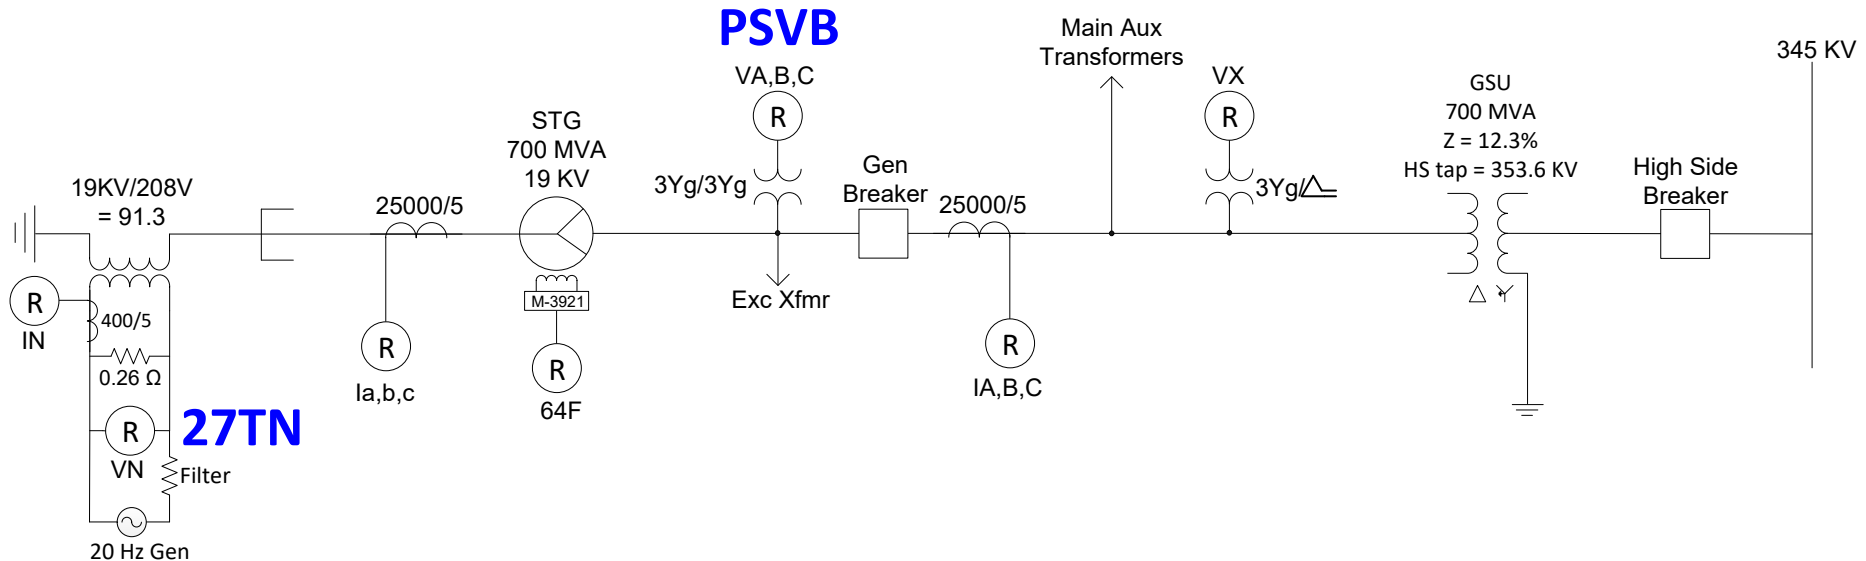 PSVB
VA,B,C
R
Main Aux
Transformers
VX
R
345 KV
GSU
700 MVA
Z = 12.3%
HS tap = 353.6 KV
STG
700 MVA
19 KV
3Yg/3Yg
Gen
Breaker
3Yg/
High Side
Breaker
19KV/208V
= 91.3
25000/5
25000/5
Exc Xfmr
M-3921
R
IN
400/5
0.26 Ω
R
Ia,b,c
R
64F
R
IA,B,C
27TN
R
VN
Filter
20 Hz Gen